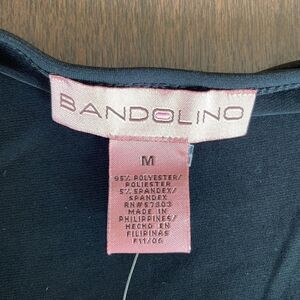 BANDOLINO
M
95% POLYESTER/
POLIESTER
5% SPANDEX/
SPANDEX
RN#57803
MADE IN
PHILIPPINES/
HECHO EN
FILIPINAS
F11/06